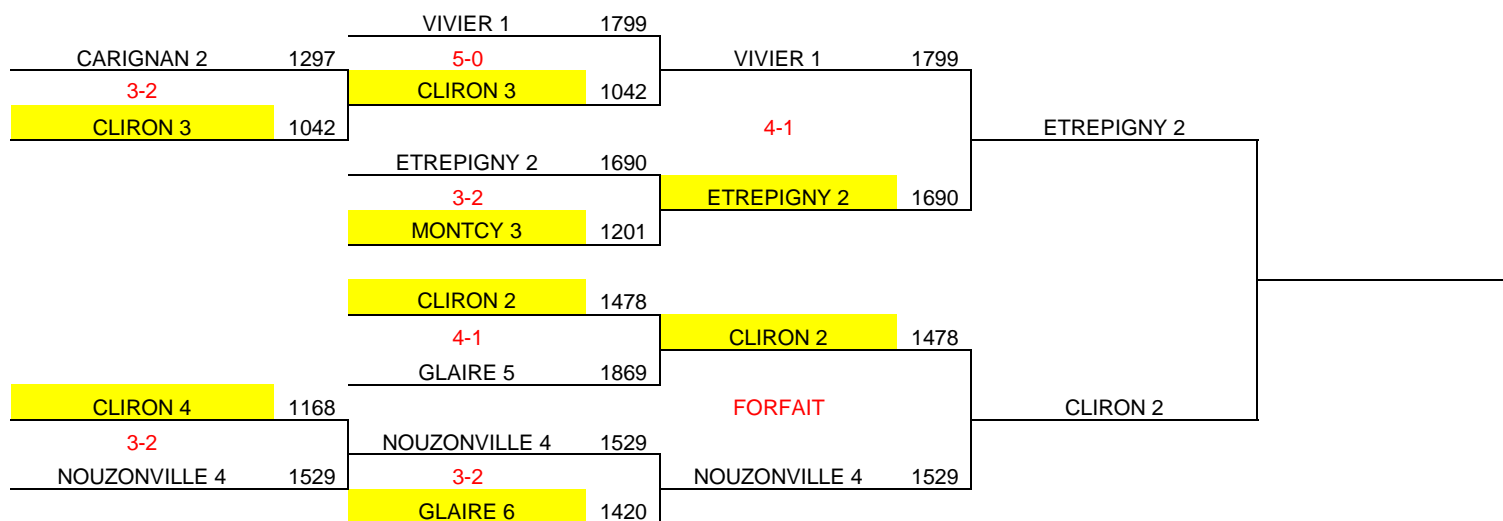 VIVIER 1 1799
CARIGNAN 2 1297 5-0 VIVIER 1 1799
3-2 CLIRON 3 1042
CLIRON 3 1042 4-1 ETREPIGNY 2
ETREPIGNY 2 1690
3-2 ETREPIGNY 2 1690
MONTCY 3 1201
CLIRON 2 1478
4-1 CLIRON 2 1478
GLAIRE 5 1869
CLIRON 4 1168 FORFAIT CLIRON 2
3-2 NOUZONVILLE 4 1529
NOUZONVILLE 4 1529 3-2 NOUZONVILLE 4 1529
GLAIRE 6 1420